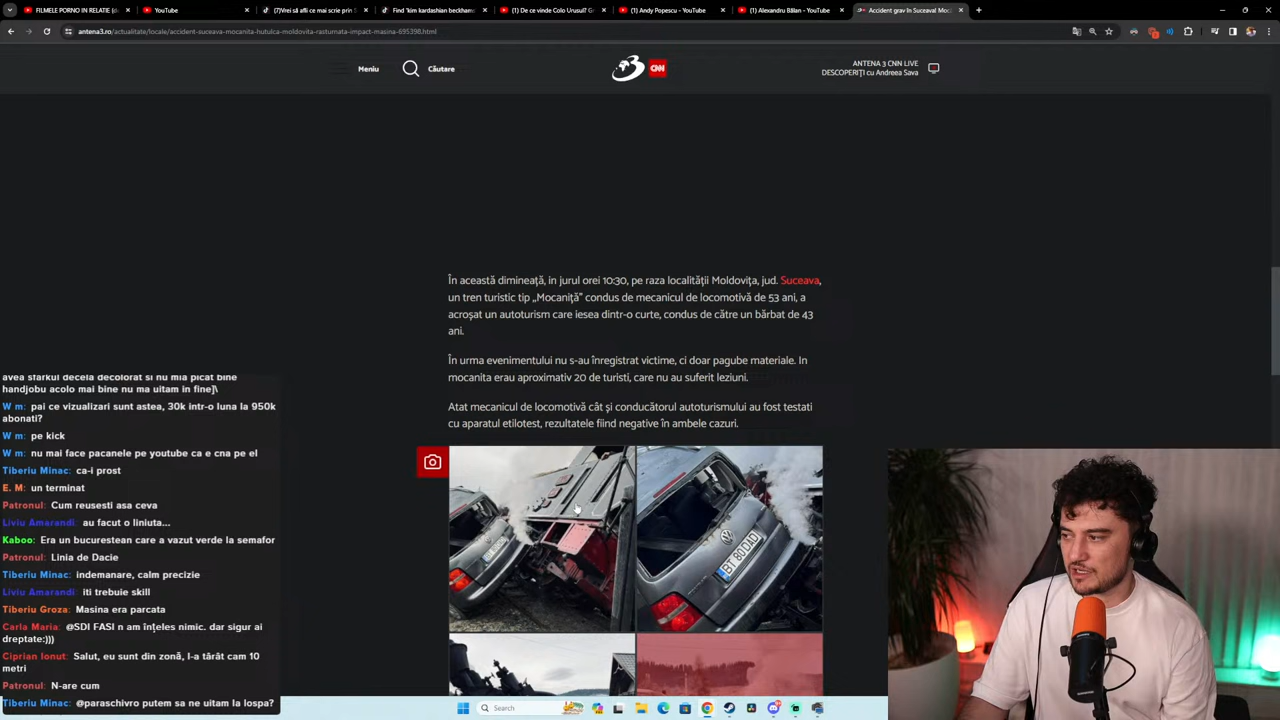 FILMELE PORNO IN RELATIE (d
YouTube
(7)Vrei să afli ce mai scrie prin S
Find 'kim kardashian beckham
(1) De ce vinde Colo Urusul? G
(1) Andy Popescu - YouTube
(1) Alexandru Bălan - YouTube
Accident grav în Suceava! Moc
antena3.ro/actualitate/locale/accident-suceava-mocanita-hutulca-moldovita-rasturnata-impact-masina-695398.html
Meniu
Căutare
3 CNN
ANTENA 3 CNN LIVE
DESCOPERIȚI cu Andreea Sava
În această dimineață, in jurul orei 10:30, pe raza localității Moldovița, jud. Suceava,
un tren turistic tip „Mocaniță” condus de mecanicul de locomotivă de 53 ani, a
acroșat un autoturism care iesea dintr-o curte, condus de către un bărbat de 43
ani.
În urma evenimentului nu s-au înregistrat victime, ci doar pagube materiale. In
mocanita erau aproximativ 20 de turisti, care nu au suferit leziuni.
Atat mecanicul de locomotivă cât și conducătorul autoturismului au fost testati
cu aparatul etilotest, rezultatele fiind negative în ambele cazuri.
BT 80 DAD
avea sfarkul decela decolorat si nu mia picat bine
handjobu acolo mai bine nu ma uitam in fine]\
W m: pai ce vizualizari sunt astea, 30k intr-o luna la 950k
abonati?
W m: pe kick
W m: nu mai face pacanele pe youtube ca e cna pe el
Tiberiu Minac: ca-i prost
E. M: un terminat
Patronul: Cum reusesti asa ceva
Liviu Amarandi: au facut o liniuta...
Kaboo: Era un bucurestean care a vazut verde la semafor
Patronul: Linia de Dacie
Tiberiu Minac: indemanare, calm precizie
Liviu Amarandi: iti trebuie skill
Tiberiu Groza: Masina era parcata
Carla Maria: @SDI FASI n am înțeles nimic. dar sigur ai
dreptate:)))
Ciprian Ionut: Salut, eu sunt din zonă, l-a tărăt cam 10
metri
Patronul: N-are cum
Tiberiu Minac: @paraschivro putem sa ne uitam la lospa?
Search